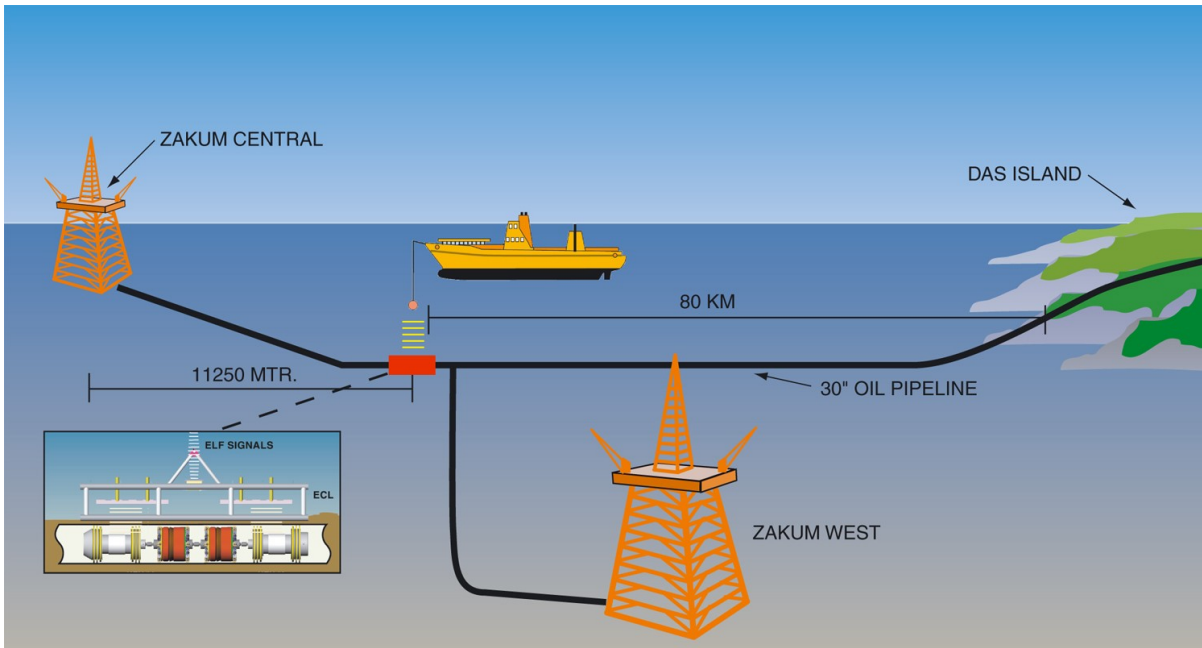 ZAKUM CENTRAL
DAS ISLAND
80 KM
11250 MTR.
30" OIL PIPELINE
ELF SIGNALS
ECL
ZAKUM WEST